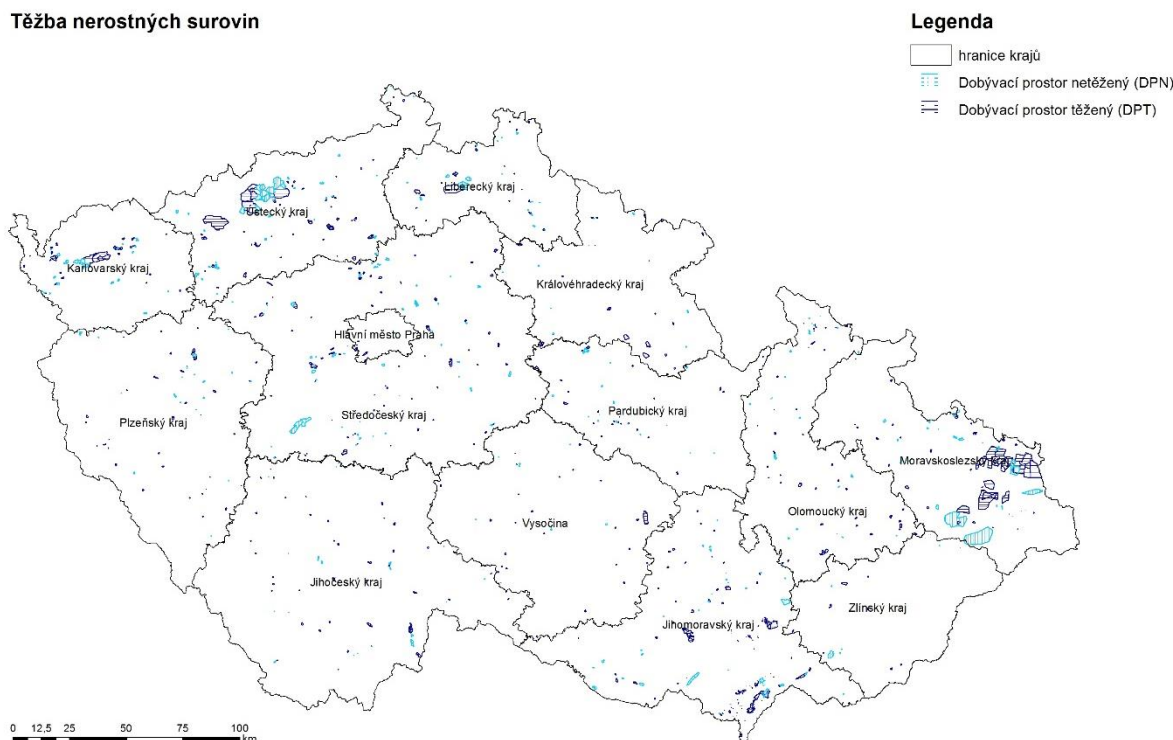 Těžba nerostných surovin
Legenda
hranice krajů
Dobývací prostor netěžený (DPN)
Dobývací prostor těžený (DPT)
Liberecký kraj
Ústecký kraj
Karlovarský kraj
Královéhradecký kraj
Hlavní město Praha
Středočeský kraj
Pardubický kraj
Plzeňský kraj
Moravskoslezský kraj
Olomoucký kraj
Vysočina
Jihočeský kraj
Zlínský kraj
Jihomoravský kraj
0 12,5 25 50 75 100
km